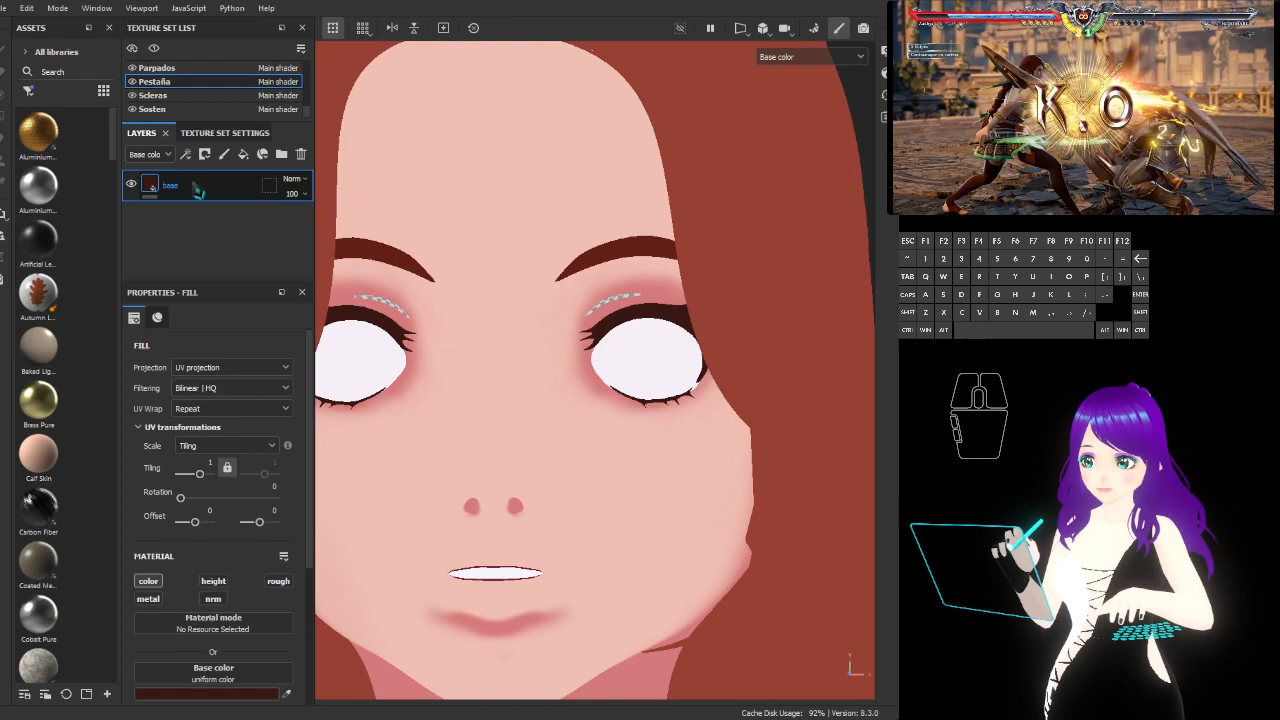 Edit Mode Window Viewport JavaScript Python Help
ASSETS
All libraries
Search
Aluminium...
Aluminium...
Artificial Le...
Autumn L...
Baked Lig...
Brass Pure
Calf Skin
Carbon Fiber
Coated Ma...
Cobalt Pure
TEXTURE SET LIST
Parpados Main shader
Pestaña Main shader
Scleras Main shader
Sosten Main shader
LAYERS TEXTURE SET SETTINGS
Base colo
base Norm
100
PROPERTIES - FILL
FILL
Projection UV projection
Filtering Bilinear | HQ
UV Wrap Repeat
UV transformations
Scale Tiling
Tiling 1 1
Rotation 0
Offset 0 0
MATERIAL
color height rough
metal nrm
Material mode
No Resource Selected
Or
Base color
uniform color
Base color
Y
Cache Disk Usage: 92% | Version: 8.3.0
K.O
ESC F1 F2 F3 F4 F5 F6 F7 F8 F9 F10 F11 F12
~ 1 2 3 4 5 6 7 8 9 0 - =
TAB Q W E R T Y U I O P [; ]; \;
CAPS A S D F G H J K L ;
ENTER
SHIFT Z X C V B N M SHIFT
CTRL WIN ALT ALT WIN CTRL